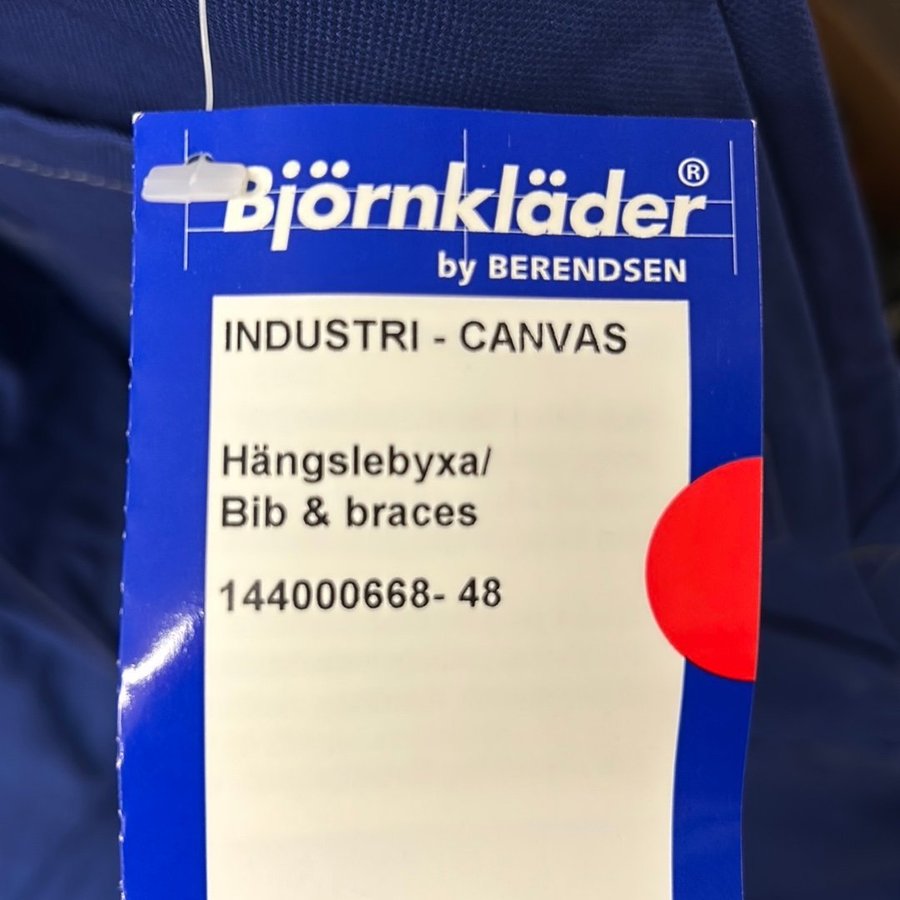 Björnkläder®
by BERENDSEN
INDUSTRI - CANVAS
Hängslebyxa/
Bib & braces
144000668- 48